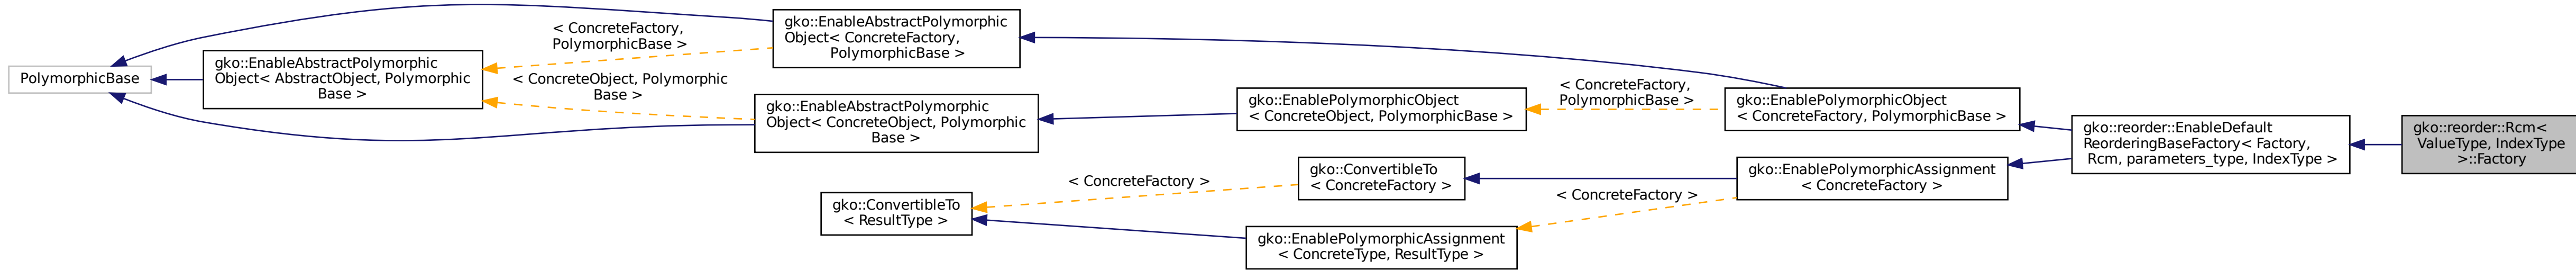 PolymorphicBase
gko::EnableAbstractPolymorphic
Object< AbstractObject, Polymorphic
Base >
< ConcreteFactory,
PolymorphicBase >
< ConcreteObject, Polymorphic
Base >
gko::EnableAbstractPolymorphic
Object< ConcreteFactory,
PolymorphicBase >
gko::EnableAbstractPolymorphic
Object< ConcreteObject, Polymorphic
Base >
gko::ConvertibleTo
< ResultType >
< ConcreteFactory >
gko::EnablePolymorphicObject
< ConcreteObject, PolymorphicBase >
gko::ConvertibleTo
< ConcreteFactory >
gko::EnablePolymorphicAssignment
< ConcreteType, ResultType >
< ConcreteFactory,
PolymorphicBase >
< ConcreteFactory >
gko::EnablePolymorphicObject
< ConcreteFactory, PolymorphicBase >
gko::EnablePolymorphicAssignment
< ConcreteFactory >
gko::reorder::EnableDefault
ReorderingBaseFactory< Factory,
Rcm, parameters_type, IndexType >
gko::reorder::Rcm<
ValueType, IndexType
>::Factory